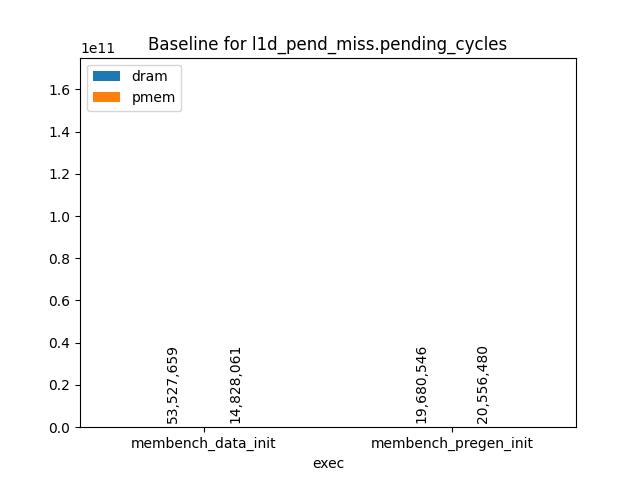 Baseline for l1d_pend_miss.pending_cycles
1e11
dram
pmem
1.6
1.4
1.2
1.0
0.8
0.6
0.4
0.2
0.0
53,527,659
14,828,061
19,680,546
20,556,480
membench_data_init
membench_pregen_init
exec